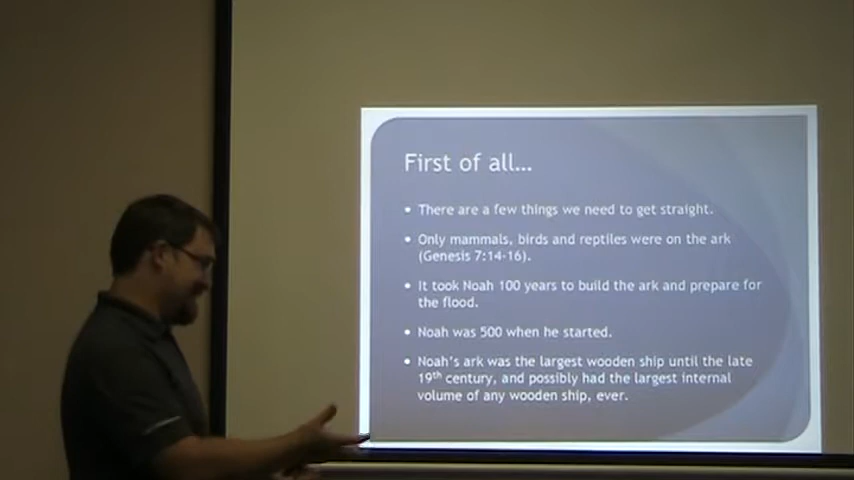 First of all...
• There are a few things we need to get straight.
• Only mammals, birds and reptiles were on the ark
(Genesis 7:14-16).
• It took Noah 100 years to build the ark and prepare for
the flood.
• Noah was 500 when he started.
• Noah's ark was the largest wooden ship until the late
19th century, and possibly had the largest internal
volume of any wooden ship, ever.